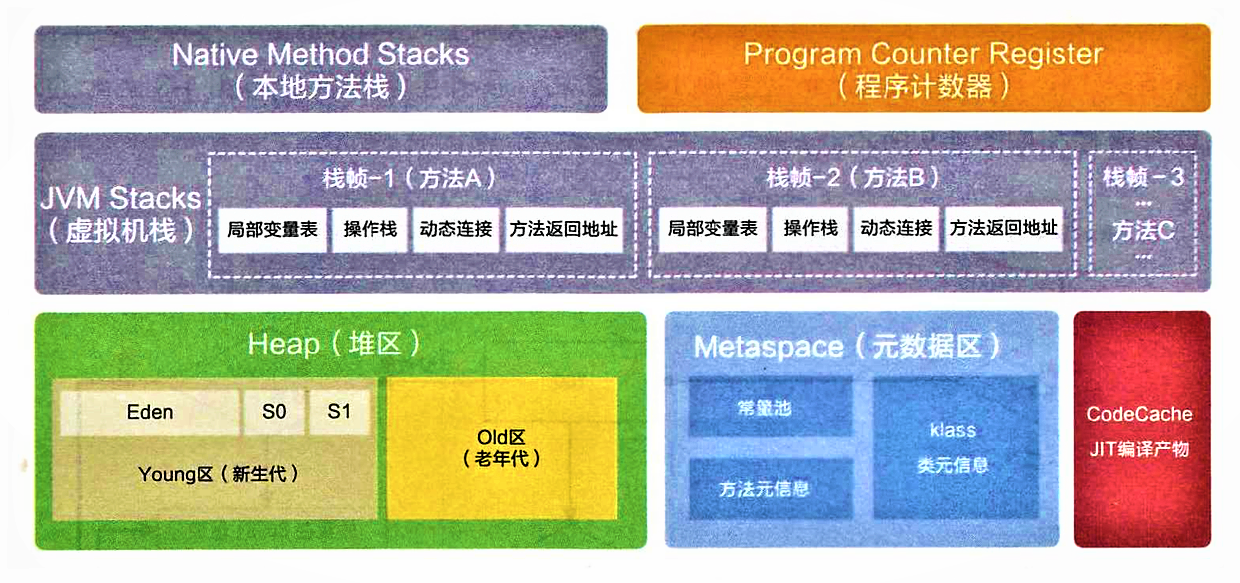 Native Method Stacks
（本地方法栈）
Program Counter Register
（程序计数器）
JVM Stacks
（虚拟机栈）
栈帧-1（方法A）
局部变量表
操作栈
动态连接
方法返回地址
栈帧-2（方法B）
局部变量表
操作栈
动态连接
方法返回地址
栈帧-3
...
方法C
...
Heap（堆区）
Eden
S0
S1
Young区（新生代）
Old区
（老年代）
Metaspace（元数据区）
常量池
方法元信息
klass
类元信息
CodeCache
JIT编译产物